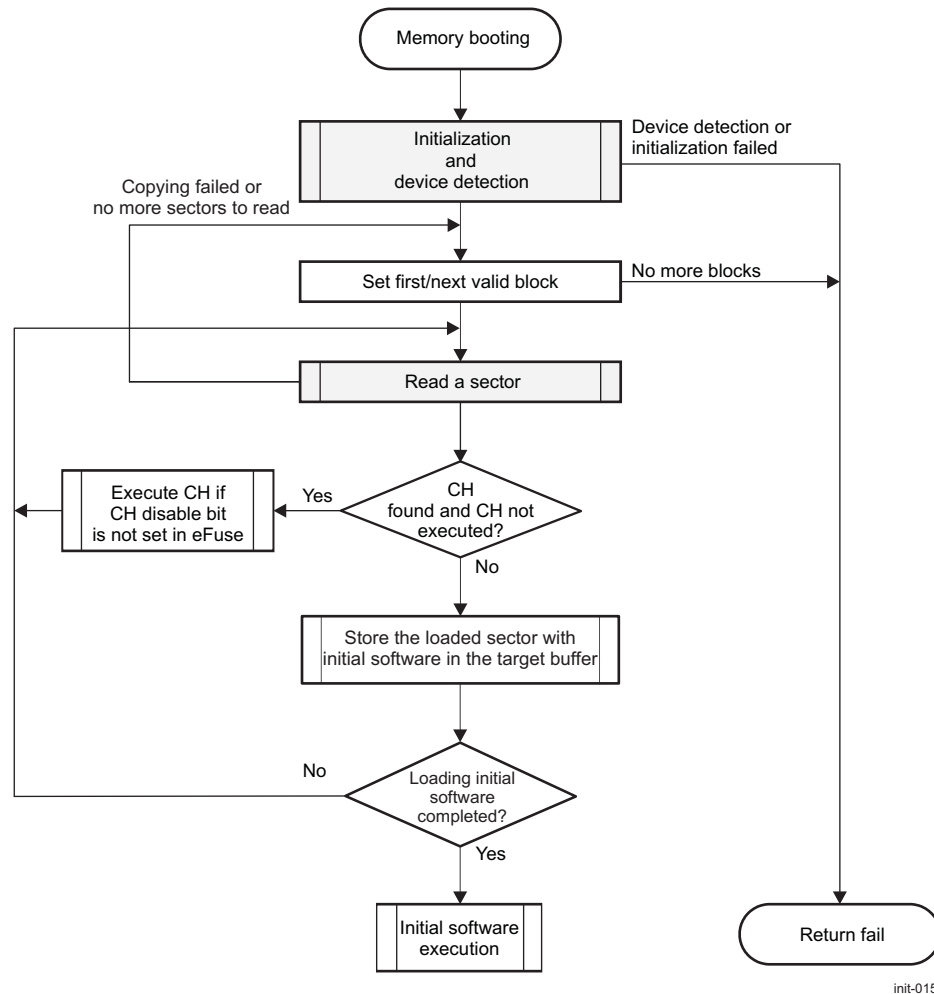 Memory booting
Initialization
and
device detection
Device detection or
initialization failed
Copying failed or
no more sectors to read
Set first/next valid block
No more blocks
Read a sector
Execute CH if
CH disable bit
is not set in eFuse
Yes
CH
found and CH not
executed?
No
Store the loaded sector with
initial software in the target buffer
No
Loading initial
software
completed?
Yes
Initial software
execution
Return fail
init-015